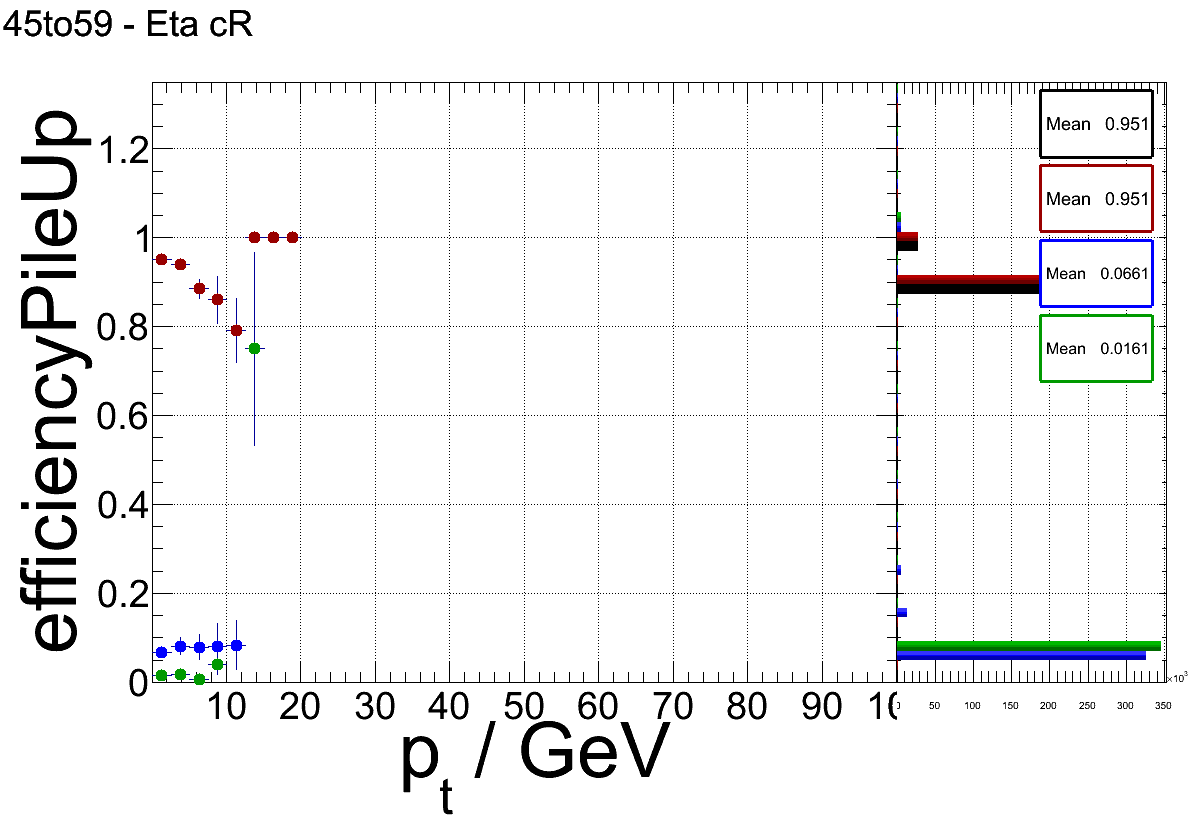 45to59 - Eta cR
efficiencyPileUp
1.2
1
0.8
0.6
0.4
0.2
0
10 20 30 40 50 60 70 80 90
p_t / GeV
Mean 0.951
Mean 0.951
Mean 0.0661
Mean 0.0161
50 100 150 200 250 300 350
×10³